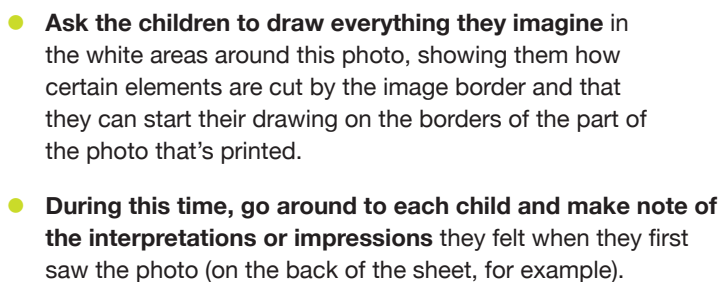 Ask the children to draw everything they imagine in
the white areas around this photo, showing them how
certain elements are cut by the image border and that
they can start their drawing on the borders of the part of
the photo that's printed.
During this time, go around to each child and make note of
the interpretations or impressions they felt when they first
saw the photo (on the back of the sheet, for example).